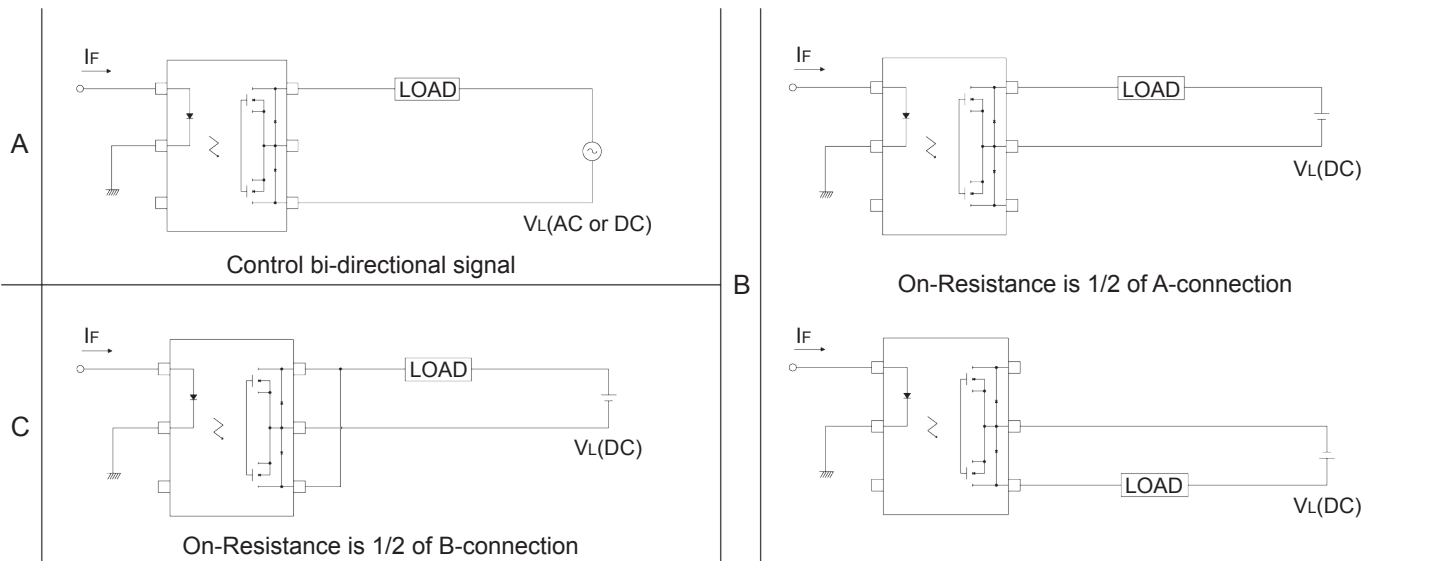 A
IF
LOAD
VL(AC or DC)
Control bi-directional signal
C
IF
LOAD
VL(DC)
On-Resistance is 1/2 of B-connection
B
IF
LOAD
VL(DC)
On-Resistance is 1/2 of A-connection
IF
LOAD
VL(DC)